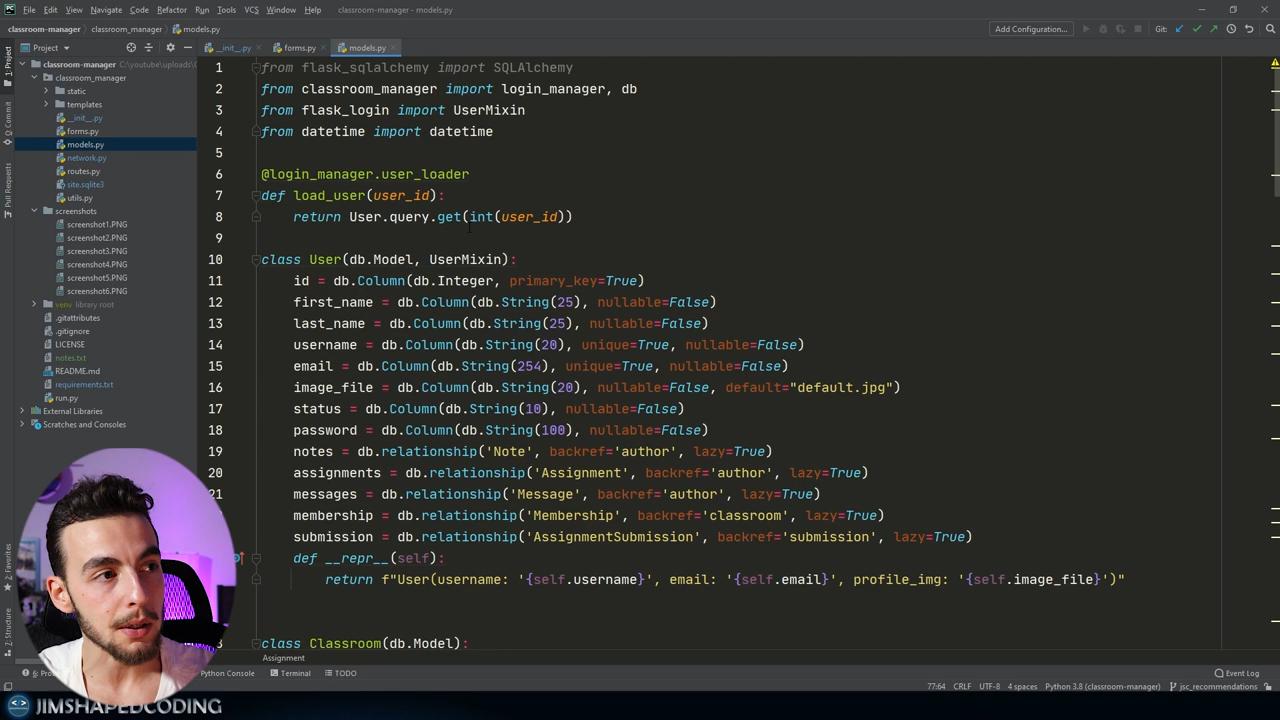 File Edit View Navigate Code Refactor Run Tools VCS Window Help classroom-manager - models.py
classroom-manager classroom_manager models.py Add Configuration... Git:
Project __init__.py forms.py models.py
classroom-manager C:\youtube\uploads\
classroom_manager
static
templates
__init__.py
forms.py
models.py
network.py
routes.py
site.sqlite3
utils.py
screenshots
screenshot1.PNG
screenshot2.PNG
screenshot3.PNG
screenshot4.PNG
screenshot5.PNG
screenshot6.PNG
venv library root
.gitattributes
.gitignore
LICENSE
notes.txt
README.md
requirements.txt
run.py
External Libraries
Scratches and Consoles
1: Project
Commit
Pull Requests
2: Favorites
7: Structure
1 from flask_sqlalchemy import SQLAlchemy
2 from classroom_manager import login_manager, db
3 from flask_login import UserMixin
4 from datetime import datetime
5
6 @login_manager.user_loader
7 def load_user(user_id):
8 return User.query.get(int(user_id))
9
10 class User(db.Model, UserMixin):
11 id = db.Column(db.Integer, primary_key=True)
12 first_name = db.Column(db.String(25), nullable=False)
13 last_name = db.Column(db.String(25), nullable=False)
14 username = db.Column(db.String(20), unique=True, nullable=False)
15 email = db.Column(db.String(254), unique=True, nullable=False)
16 image_file = db.Column(db.String(20), nullable=False, default="default.jpg")
17 status = db.Column(db.String(10), nullable=False)
18 password = db.Column(db.String(100), nullable=False)
19 notes = db.relationship('Note', backref='author', lazy=True)
20 assignments = db.relationship('Assignment', backref='author', lazy=True)
21 messages = db.relationship('Message', backref='author', lazy=True)
membership = db.relationship('Membership', backref='classroom', lazy=True)
submission = db.relationship('AssignmentSubmission', backref='submission', lazy=True)
def __repr__(self):
return f"User(username: '{self.username}', email: '{self.email}', profile_img: '{self.image_file}')"
class Classroom(db.Model):
Assignment
Python Console Terminal TODO Event Log
77:64 CRLF UTF-8 4 spaces Python 3.8 (classroom-manager) jsc_recommendations
JIMSHAPEDCODING